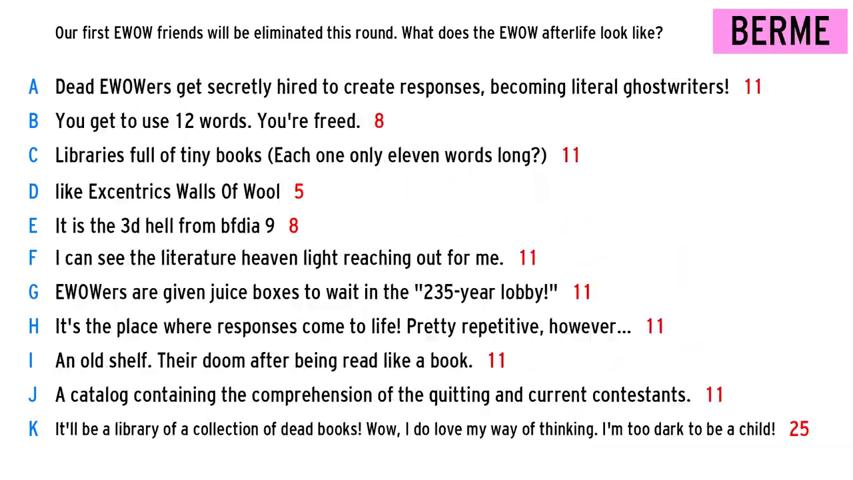 Our first EWOW friends will be eliminated this round. What does the EWOW afterlife look like?
BERME
A Dead EWOWers get secretly hired to create responses, becoming literal ghostwriters! 11
B You get to use 12 words. You're freed. 8
C Libraries full of tiny books (Each one only eleven words long?) 11
D like Excentrics Walls Of Wool 5
E It is the 3d hell from bfdia 9 8
F I can see the literature heaven light reaching out for me. 11
G EWOWers are given juice boxes to wait in the "235-year lobby!" 11
H It's the place where responses come to life! Pretty repetitive, however... 11
I An old shelf. Their doom after being read like a book. 11
J A catalog containing the comprehension of the quitting and current contestants. 11
K It'll be a library of a collection of dead books! Wow, I do love my way of thinking. I'm too dark to be a child! 25